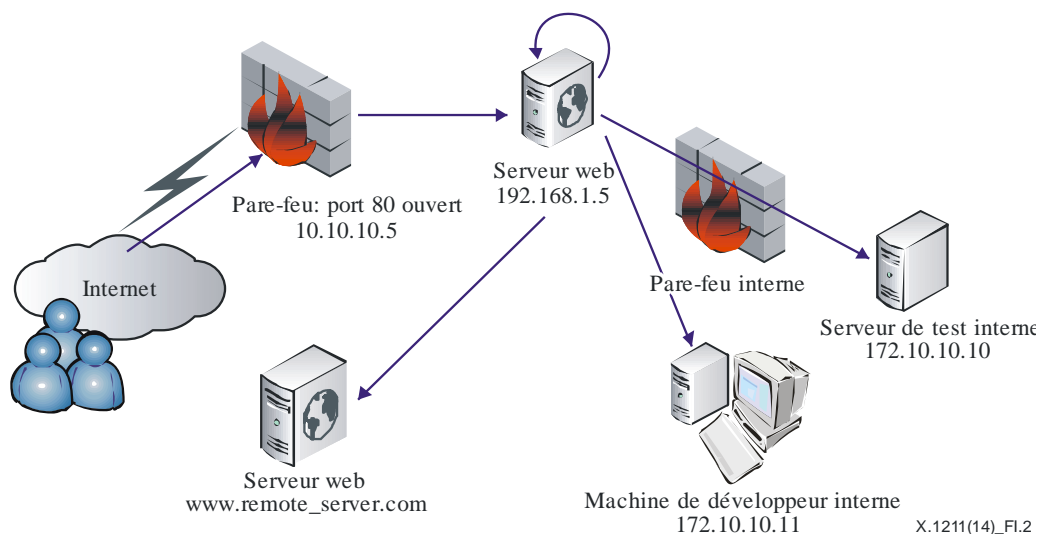 Serveur web
192.168.1.5
Pare-feu: port 80 ouvert
10.10.10.5
Internet
Pare-feu interne
Serveur de test interne
172.10.10.10
Serveur web
www.remote_server.com
Machine de développeur interne
172.10.10.11
X.1211(14)_FI.2